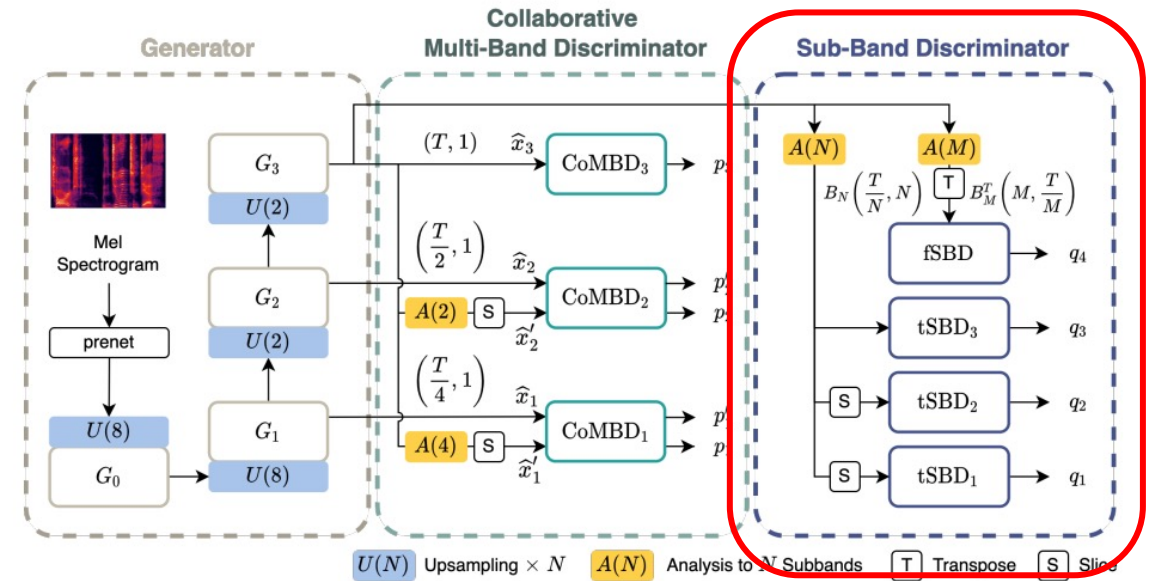 Generator
Collaborative
Multi-Band Discriminator
Sub-Band Discriminator
Mel
Spectrogram
prenet
U(8)
G₀
G₃
U(2)
G₂
U(2)
G₁
U(8)
(T, 1) x̂₃
CoMBD₃
(T/2, 1) x̂₂
A(2) S x̂′₂
CoMBD₂
(T/4, 1) x̂₁
A(4) S x̂′₁
CoMBD₁
A(N) A(M)
T
B_N(T/N, N) B_M^T(M, T/M)
fSBD q₄
tSBD₃ q₃
S tSBD₂ q₂
S tSBD₁ q₁
U(N) Upsampling × N A(N) Analysis to N Subbands T Transpose S Slice